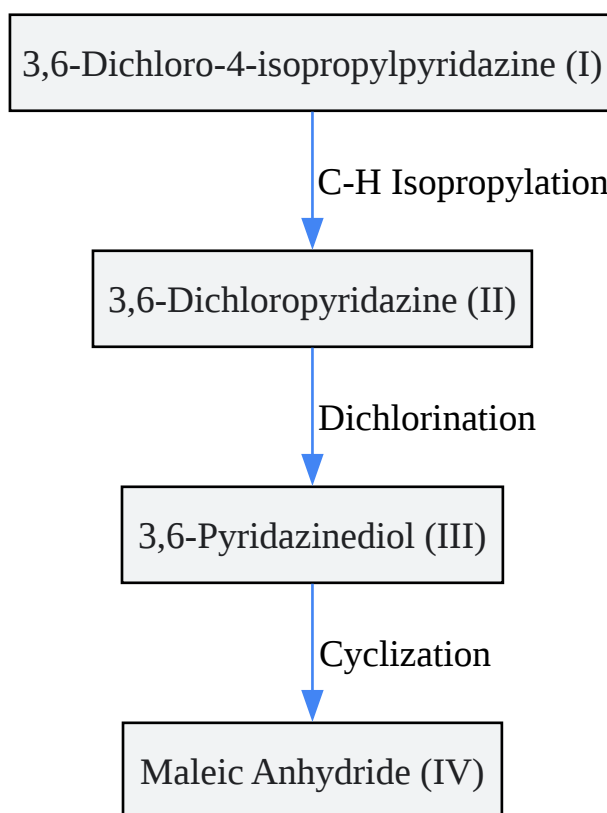 3,6-Dichloro-4-isopropylpyridazine (I)
C-H Isopropylation
3,6-Dichloropyridazine (II)
Dichlorination
3,6-Pyridazinediol (III)
Cyclization
Maleic Anhydride (IV)